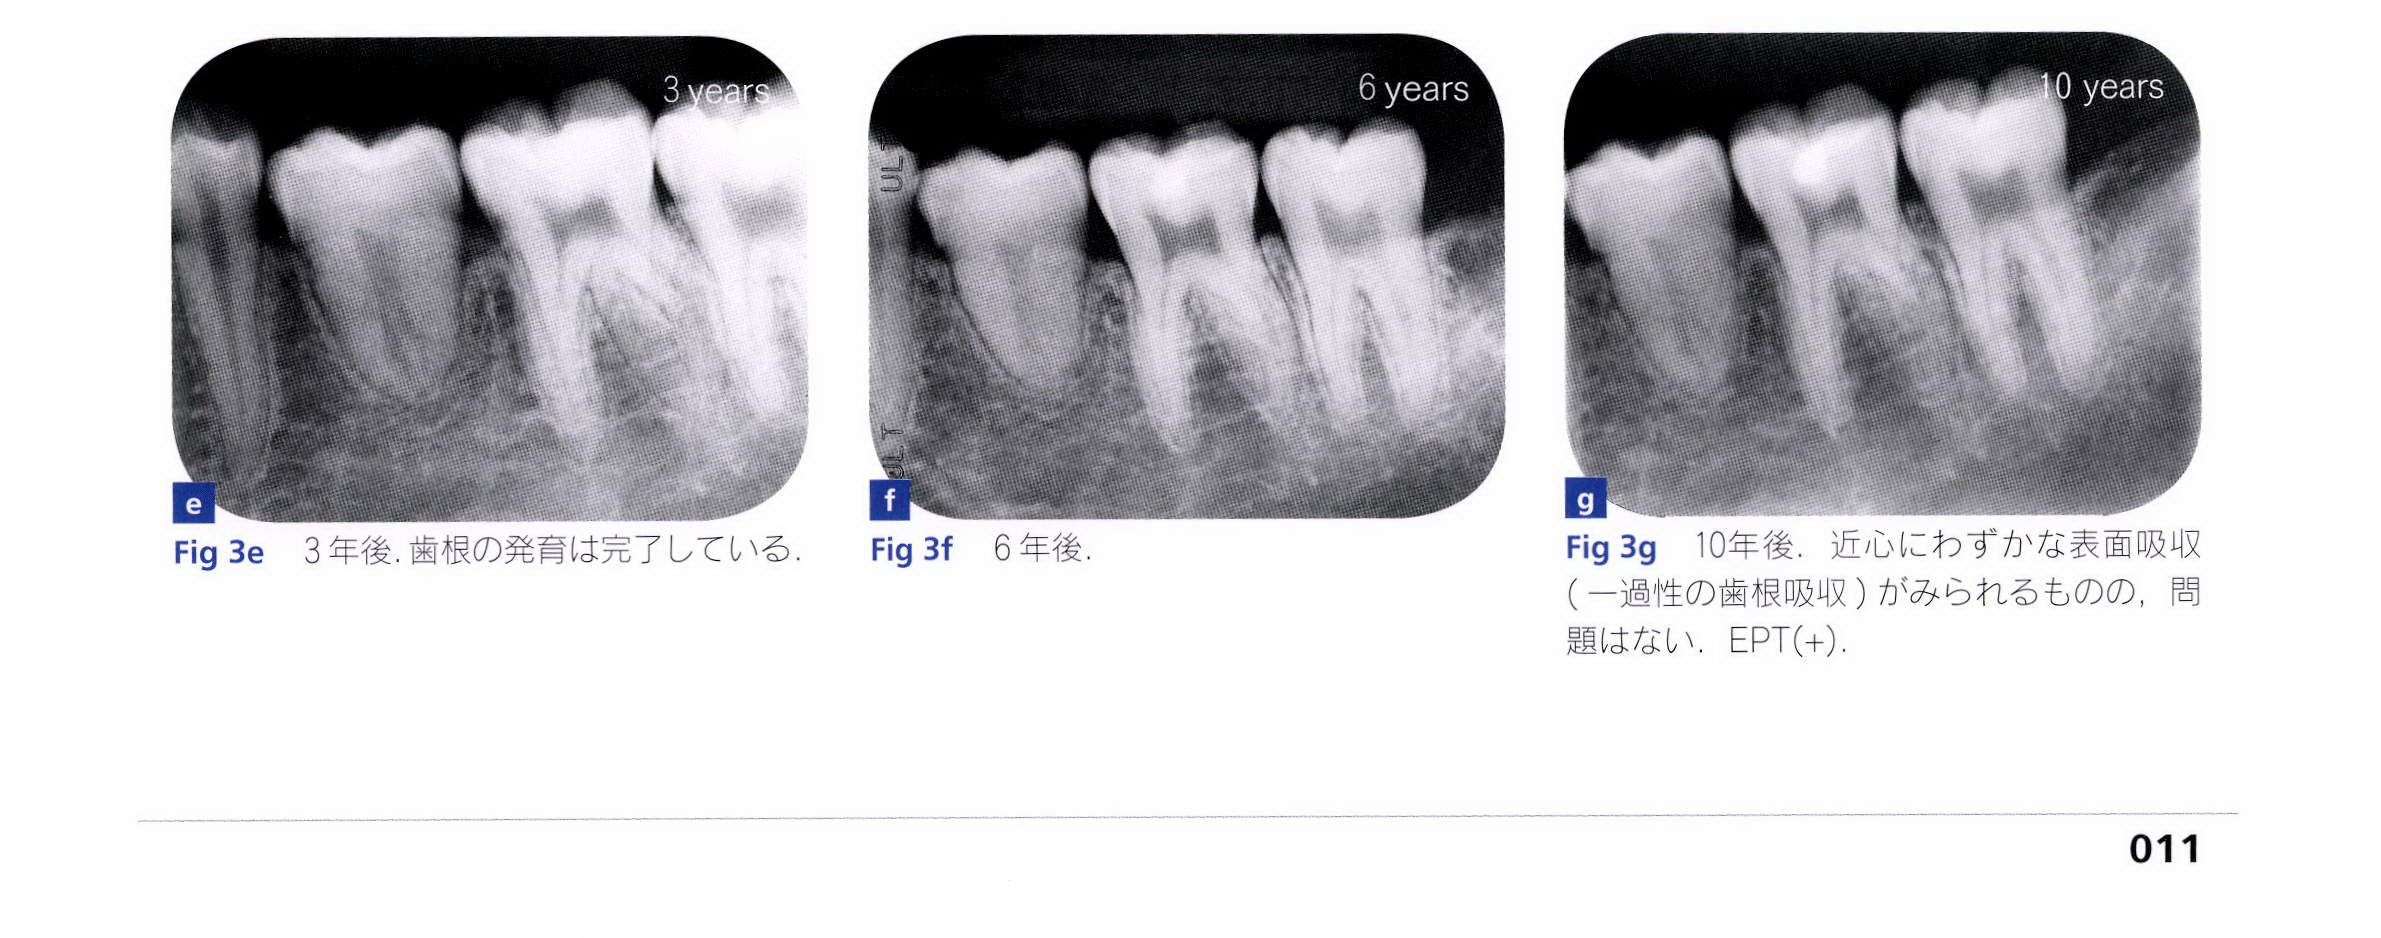 3 years
6 years
10 years
ULT
ULT
e
f
g
Fig 3e 3年後. 歯根の発育は完了している.
Fig 3f 6年後.
Fig 3g 10年後. 近心にわずかな表面吸収
(一過性の歯根吸収)がみられるものの, 問
題はない. EPT(+).
011